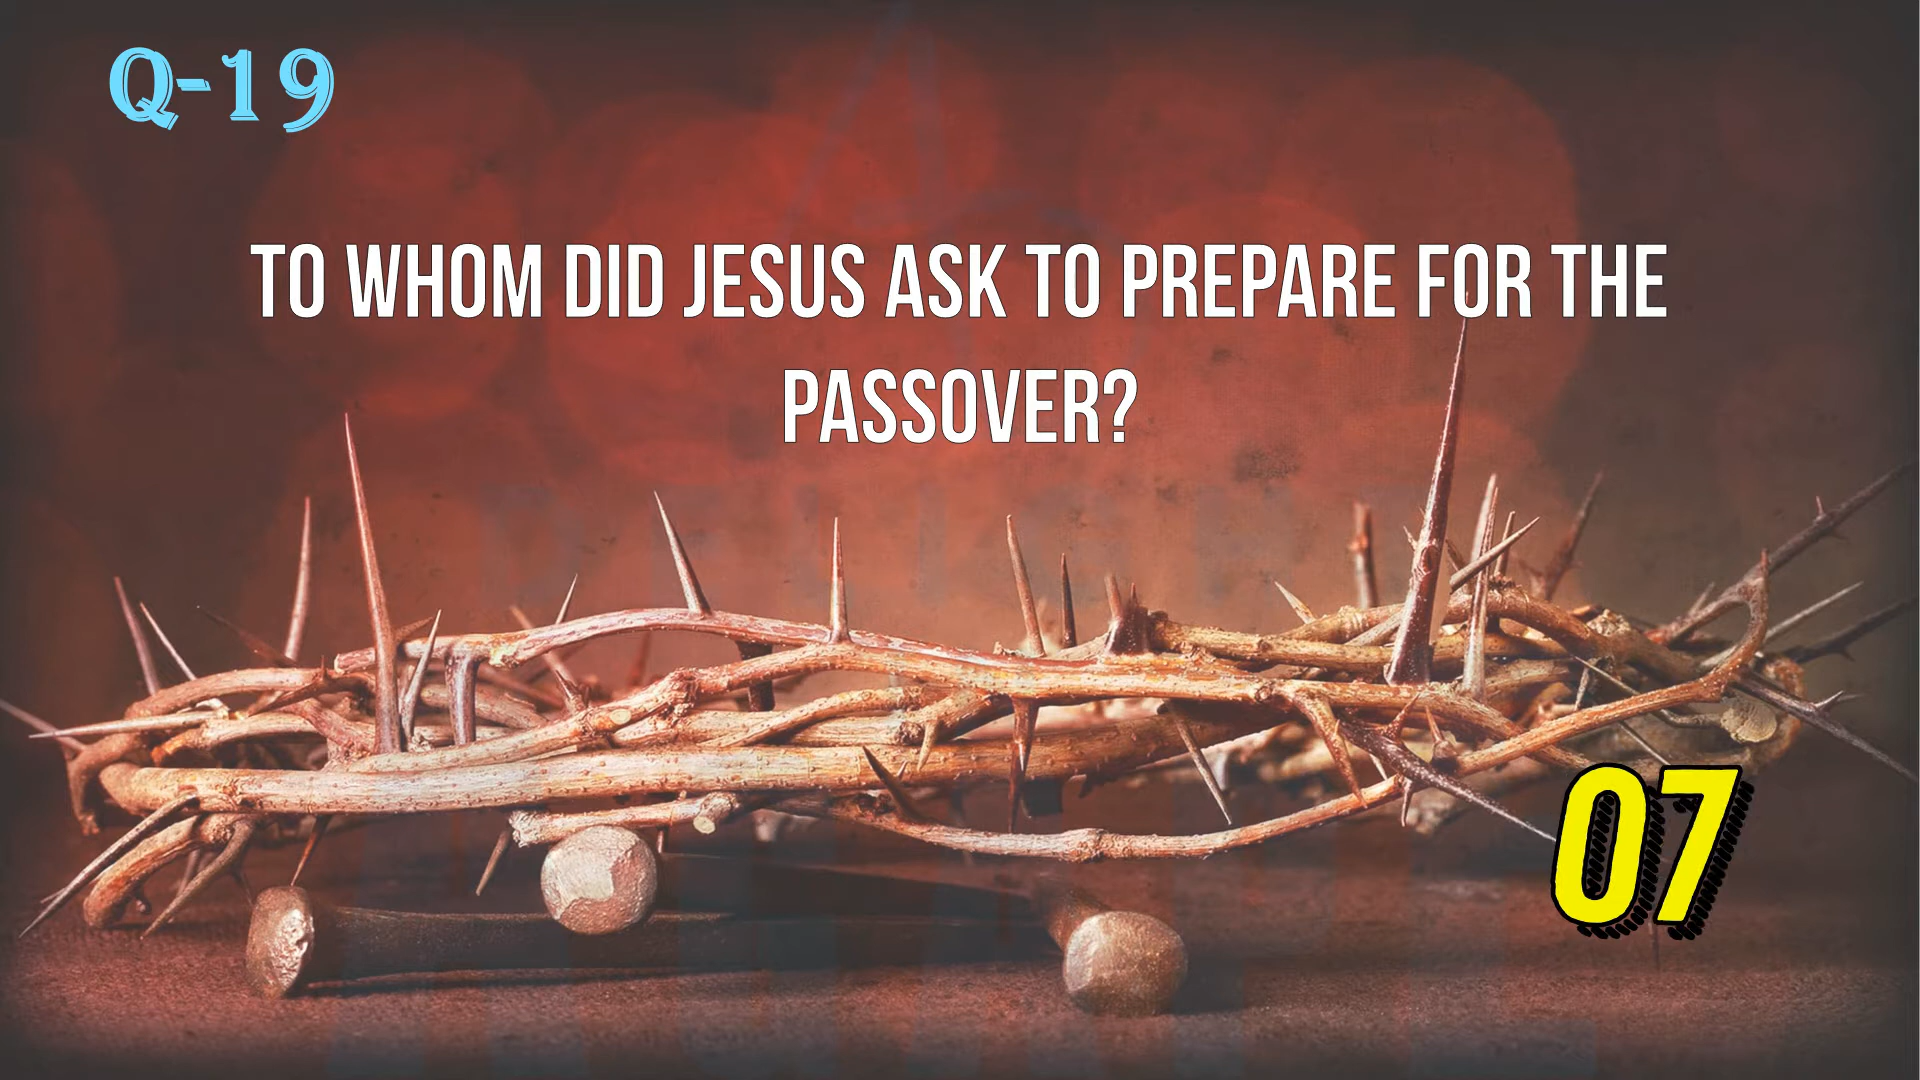 Q-19
TO WHOM DID JESUS ASK TO PREPARE FOR THE
PASSOVER?
07